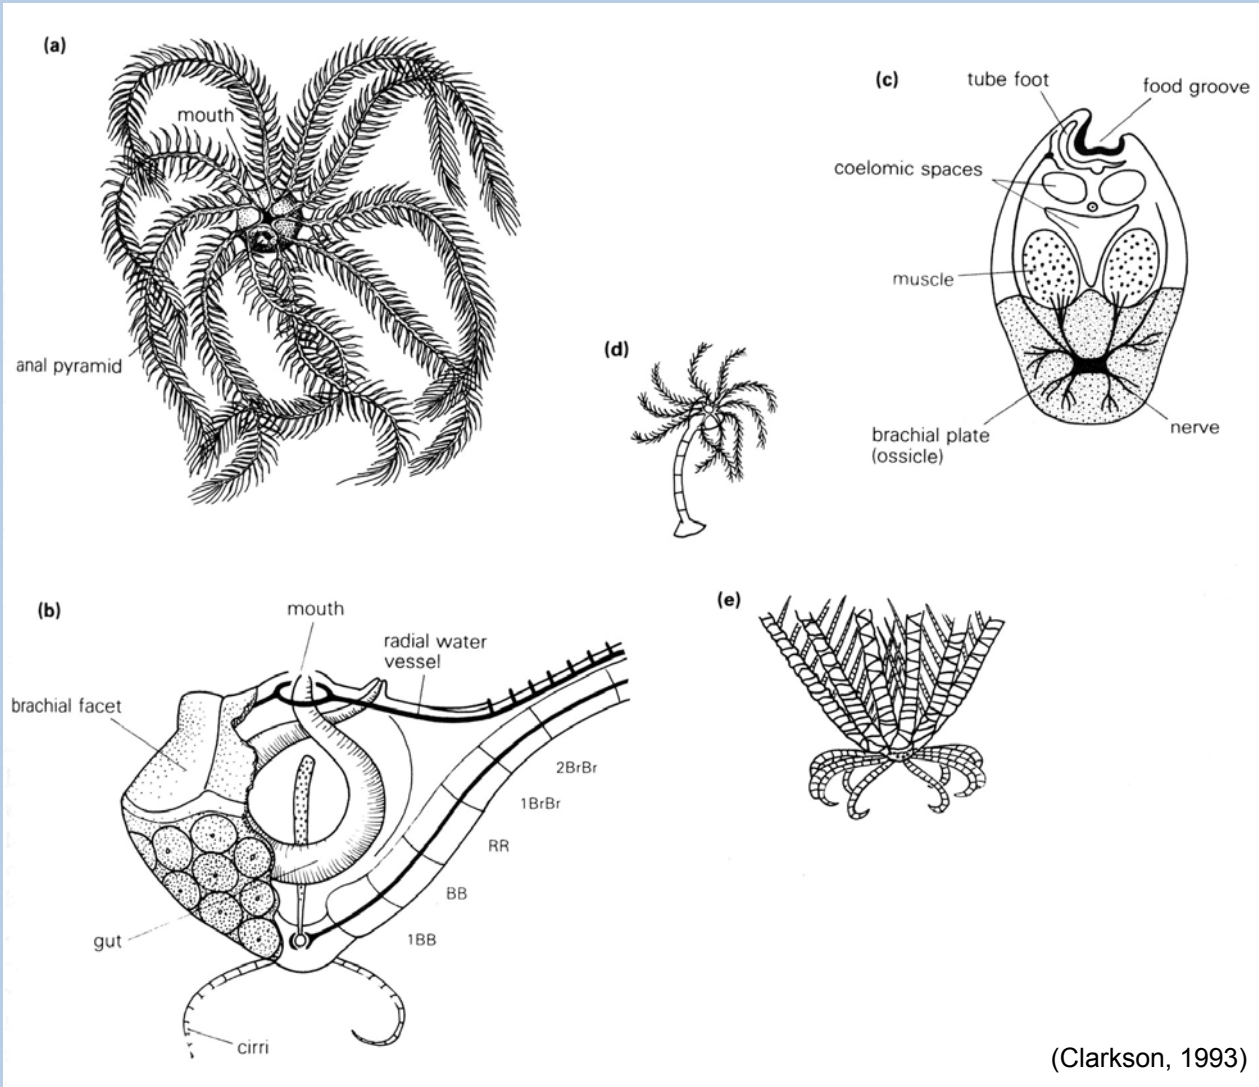 (a)
mouth
anal pyramid
(c)
tube foot
food groove
coelomic spaces
muscle
brachial plate
(ossicle)
nerve
(d)
(b)
mouth
radial water
vessel
brachial facet
2BrBr
1BrBr
RR
BB
1BB
gut
cirri
(e)
(Clarkson, 1993)